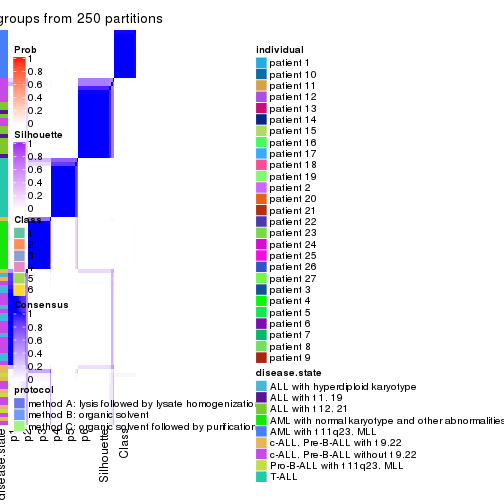 groups from 250 partitions
Prob
1
0.8
0.6
0.4
0.2
0
Silhouette
1
0.8
0.6
0.4
0.2
0
Class
1
2
3
4
5
6
Consensus
1
0.8
0.6
0.4
0.2
0
protocol
method A: lysis followed by lysate homogenization
method B: organic solvent
method C: organic solvent followed by purification
disease.state
p1
p2
p3
p4
p5
p6
Silhouette
Class
individual
patient 1
patient 10
patient 11
patient 12
patient 13
patient 14
patient 15
patient 16
patient 17
patient 18
patient 19
patient 2
patient 20
patient 21
patient 22
patient 23
patient 24
patient 25
patient 26
patient 27
patient 3
patient 4
patient 5
patient 6
patient 7
patient 8
patient 9
disease.state
ALL with hyperdiploid karyotype
ALL with t 1. 19
ALL with t 12. 21
AML with normal karyotype and other abnormalities
AML with t 11q23. MLL
c-ALL. Pre-B-ALL with t 9.22
c-ALL. Pre-B-ALL without t 9.22
Pro-B-ALL with t 11q23. MLL
T-ALL